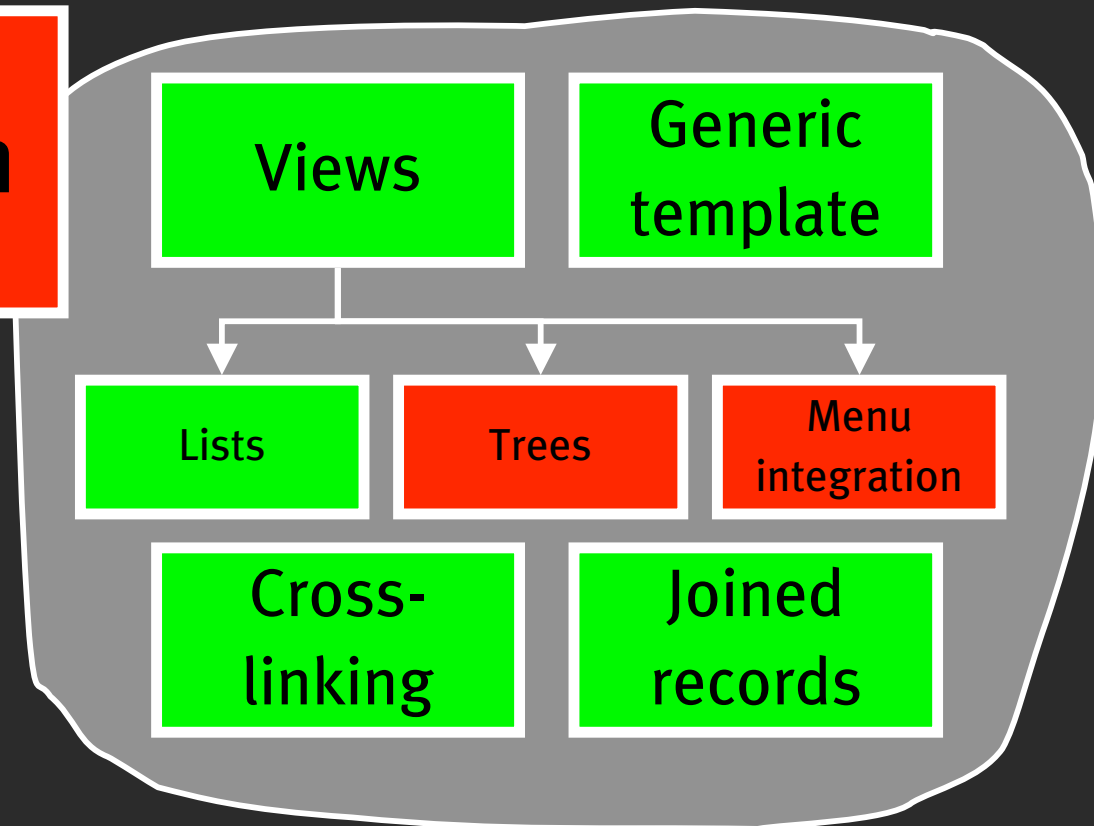 Views
Generic
template
Lists
Trees
Menu
integration
Cross-
linking
Joined
records